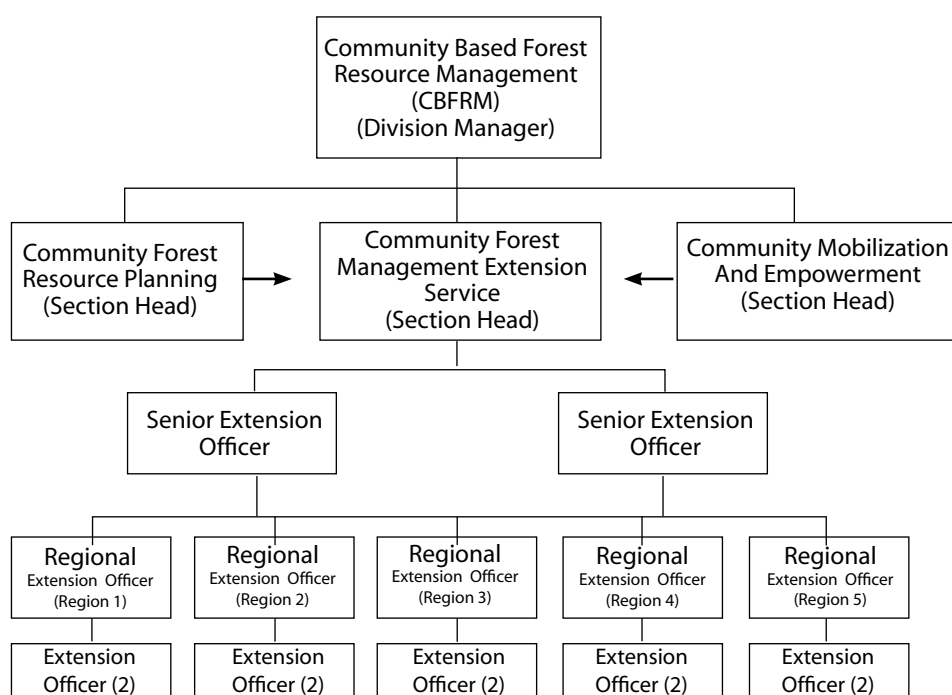 Community Based Forest
Resource Management
(CBFRM)
(Division Manager)
Community Forest
Resource Planning
(Section Head)
Community Forest
Management Extension
Service
(Section Head)
Community Mobilization
And Empowerment
(Section Head)
Senior Extension
Officer
Senior Extension
Officer
Regional
Extension Officer
(Region 1)
Regional
Extension Officer
(Region 2)
Regional
Extension Officer
(Region 3)
Regional
Extension Officer
(Region 4)
Regional
Extension Officer
(Region 5)
Extension
Officer (2)
Extension
Officer (2)
Extension
Officer (2)
Extension
Officer (2)
Extension
Officer (2)